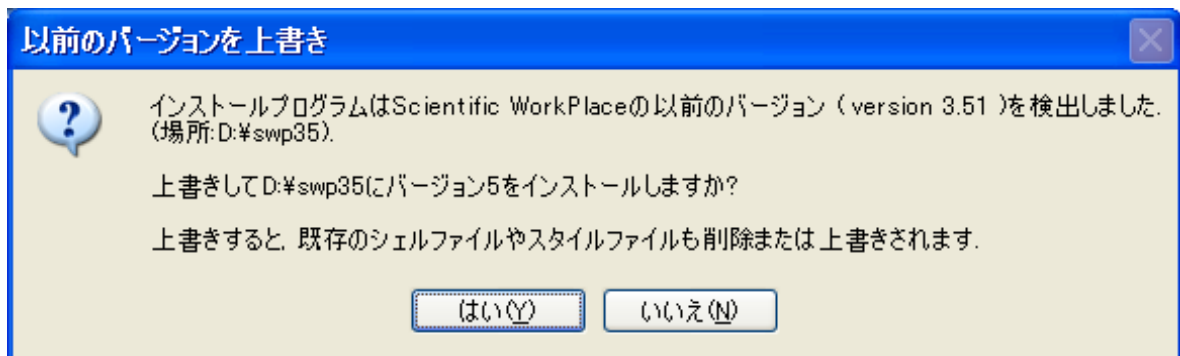 以前のバージョンを上書き
インストールプログラムはScientific WorkPlaceの以前のバージョン ( version 3.51 )を検出しました.
(場所:D:¥swp35).
上書きしてD:¥swp35にバージョン5をインストールしますか?
上書きすると, 既存のシェルファイルやスタイルファイルも削除または上書きされます.
はい(Y) いいえ(N)